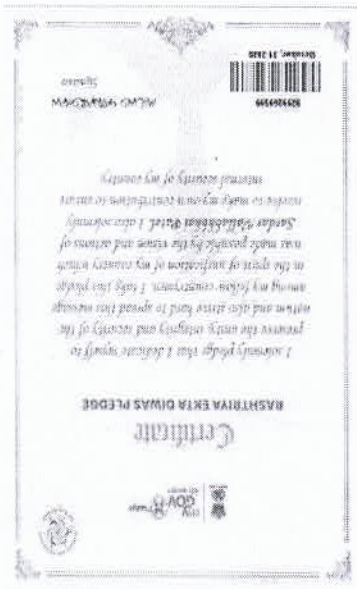 my
GOV
Certificate
RASHTRIYA EKTA DIWAS PLEDGE
I solemnly pledge that I dedicate myself to
preserve the unity, integrity and security of the
nation and also strive hard to spread this message
among my fellow countrymen. I take this pledge
in the spirit of unification of my country which
was made possible by the vision and actions of
Sardar Vallabhbhai Patel. I also solemnly
resolve to make my own contribution to ensure
internal security of my country.
Signature
October, 31 2020